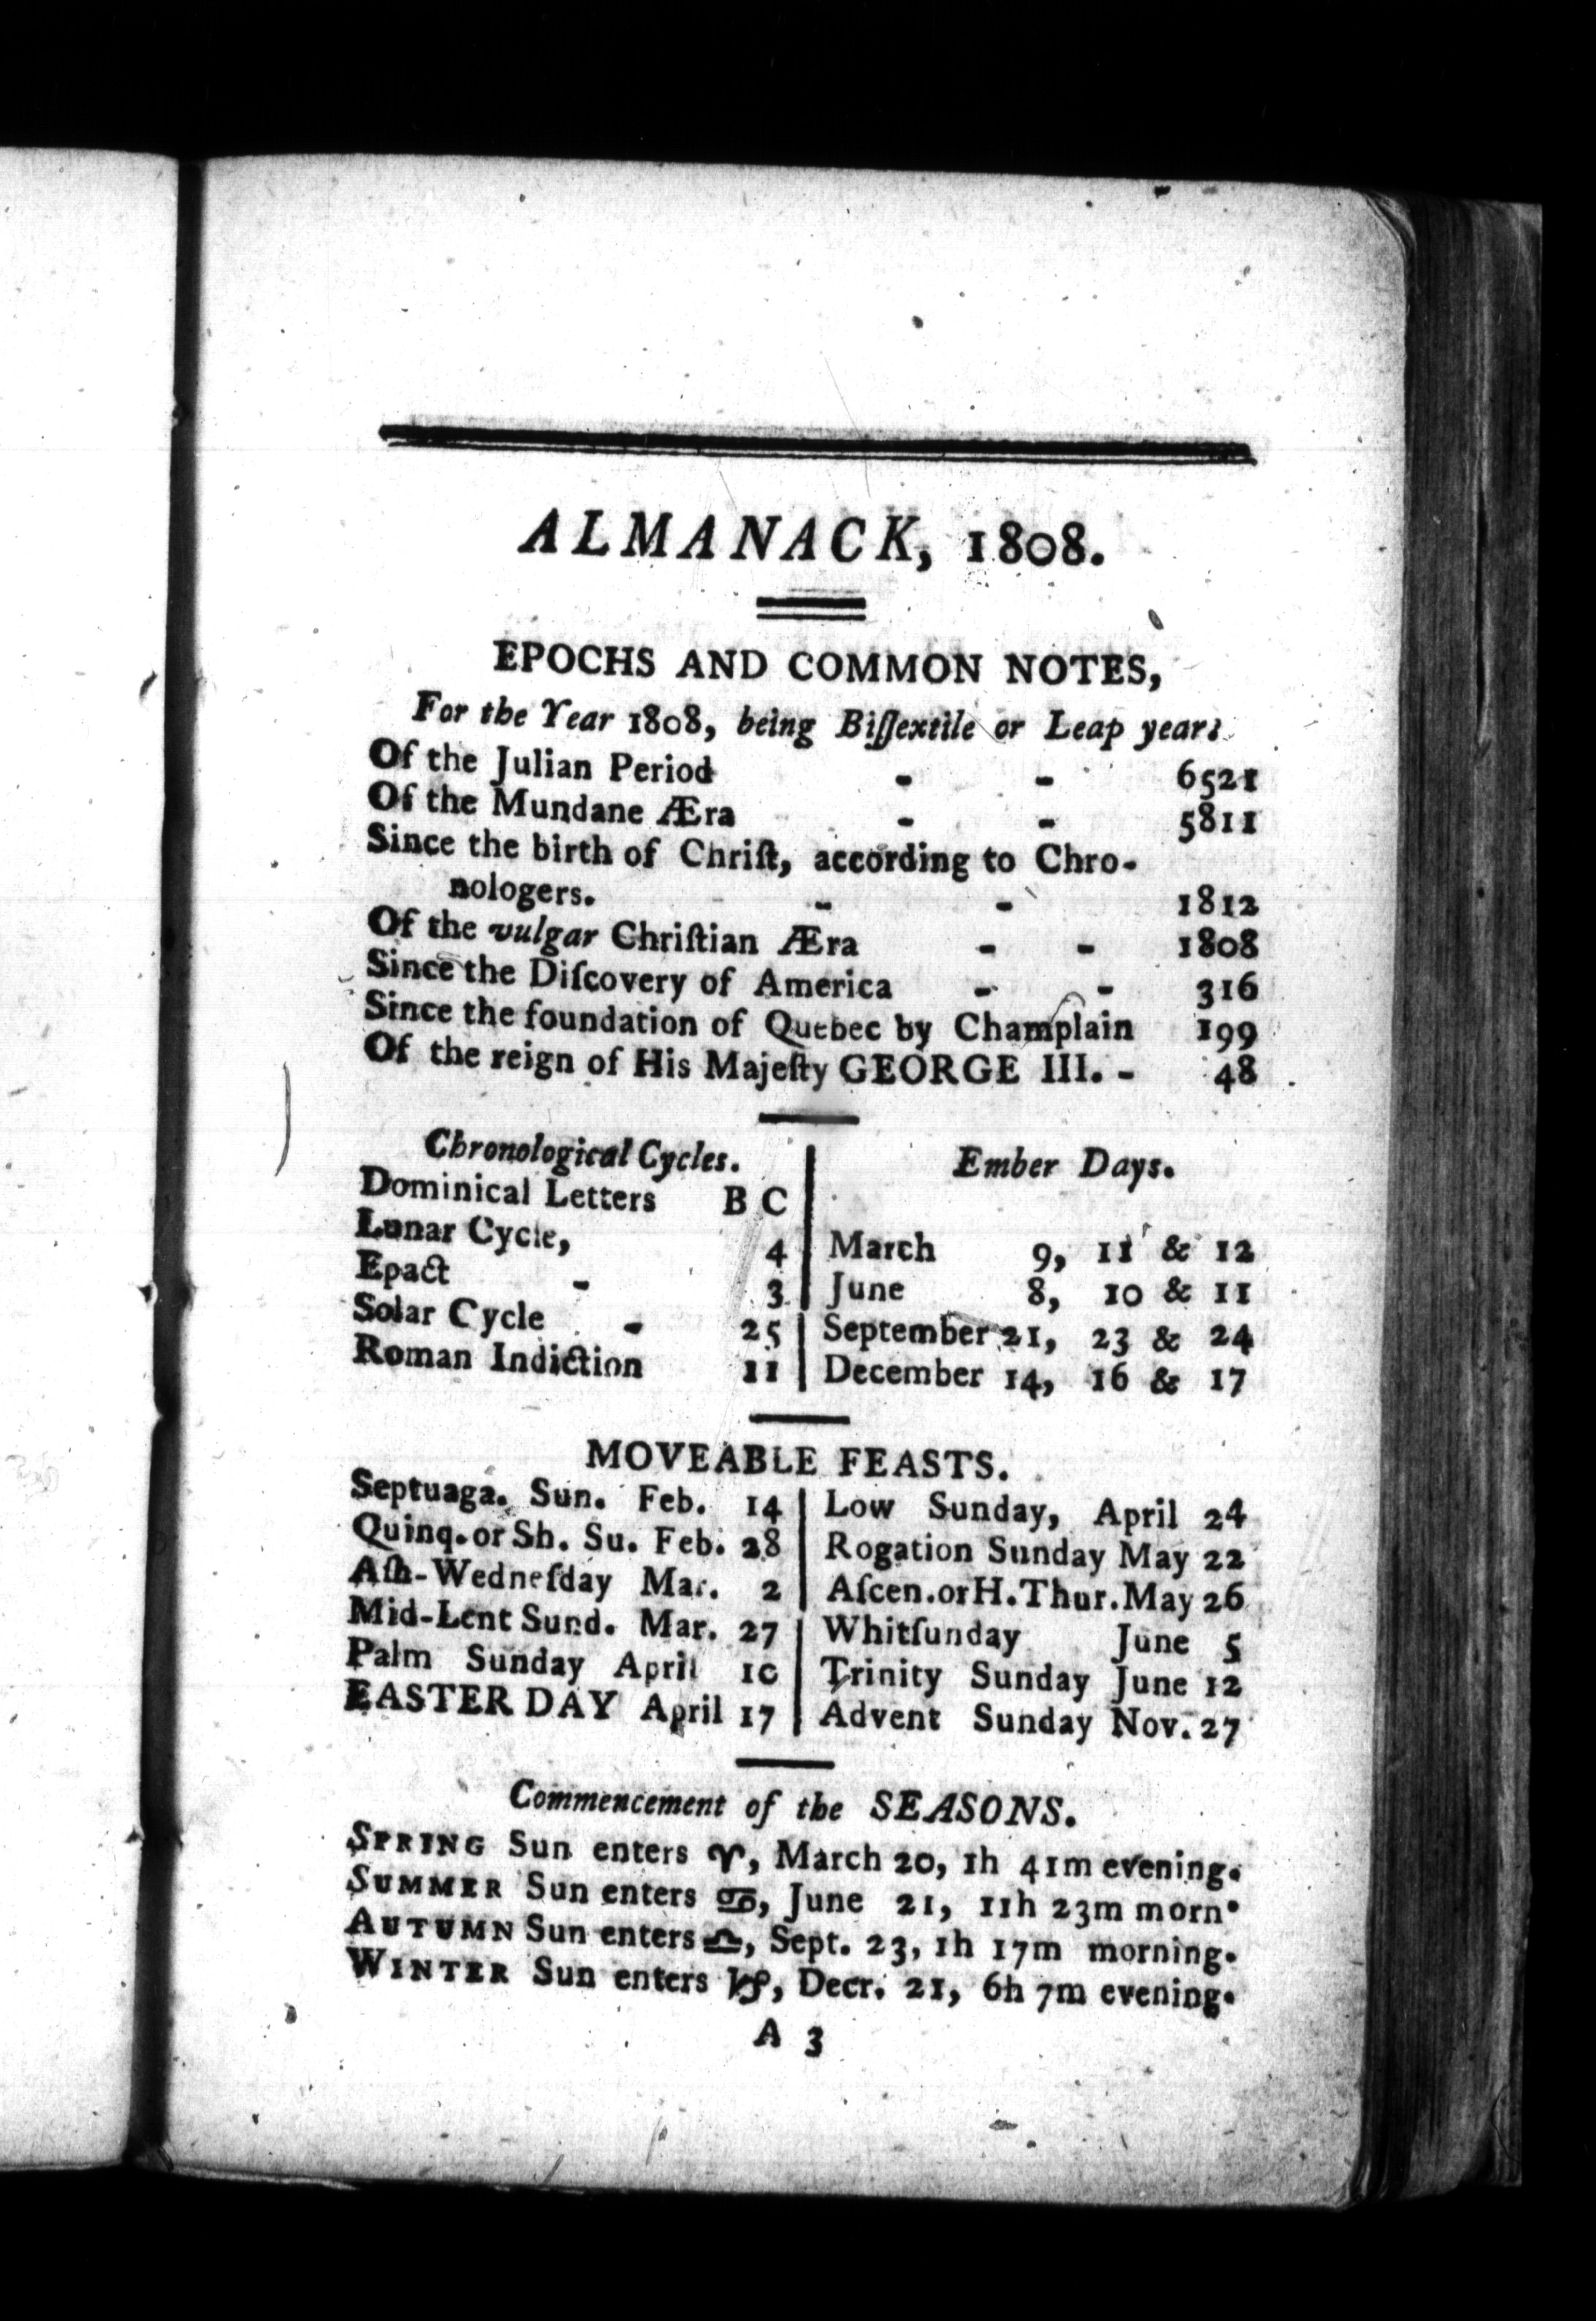 ALMANACK, 1808.
EPOCHS AND COMMON NOTES,
For the Year 1808, being Biſſextile or Leap year:
Of the Julian Period - - 6521
Of the Mundane Æra - - 5811
Since the birth of Chriſt, according to Chro-
nologers. - - 1812
Of the vulgar Chriſtian Æra - - 1808
Since the Diſcovery of America - - 316
Since the foundation of Quebec by Champlain 199
Of the reign of His Majeſty GEORGE III. - 48
Chronological Cycles.
Dominical Letters B C
Lunar Cycle, 4
Epact - 3
Solar Cycle - 25
Roman Indiction 11
Ember Days.
March 9, 11 & 12
June 8, 10 & 11
September 21, 23 & 24
December 14, 16 & 17
MOVEABLE FEASTS.
Septuaga. Sun. Feb. 14
Quinq. or Sh. Su. Feb. 28
Aſh-Wedneſday Mar. 2
Mid-Lent Sund. Mar. 27
Palm Sunday April 10
EASTER DAY April 17
Low Sunday, April 24
Rogation Sunday May 22
Aſcen. or H. Thur. May 26
Whitſunday June 5
Trinity Sunday June 12
Advent Sunday Nov. 27
Commencement of the SEASONS.
SPRING Sun enters ♈, March 20, 1h 41m evening.
SUMMER Sun enters ♋, June 21, 11h 23m morn.
AUTUMN Sun enters ♎, Sept. 23, 1h 17m morning.
WINTER Sun enters ♑, Decr. 21, 6h 7m evening.
A 3